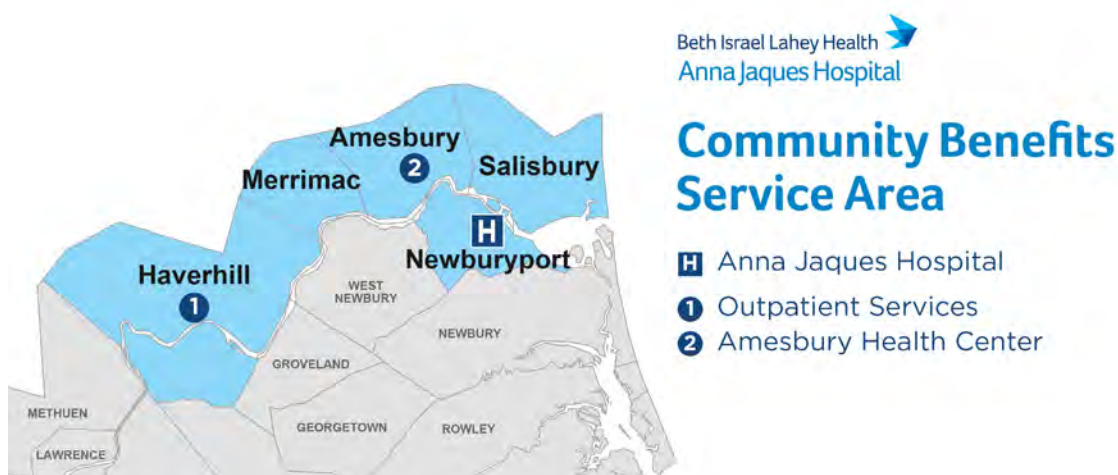 Beth Israel Lahey Health
Anna Jaques Hospital
Community Benefits
Service Area
H Anna Jaques Hospital
1 Outpatient Services
2 Amesbury Health Center
Amesbury
2
Salisbury
Merrimac
H
Newburyport
Haverhill
1
WEST
NEWBURY
NEWBURY
GROVELAND
METHUEN
GEORGETOWN
ROWLEY
LAWRENCE